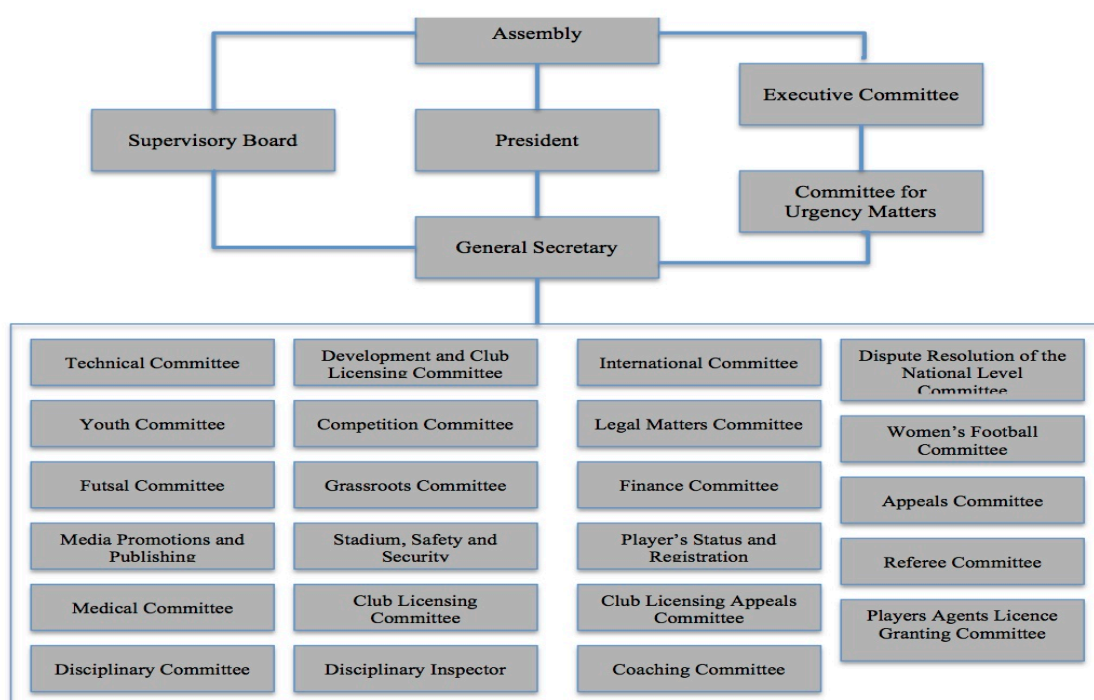 Assembly
Supervisory Board
President
Executive Committee
Committee for
Urgency Matters
General Secretary
Technical Committee
Youth Committee
Futsal Committee
Media Promotions and
Publishing
Medical Committee
Disciplinary Committee
Development and Club
Licensing Committee
Competition Committee
Grassroots Committee
Stadium, Safety and
Security
Club Licensing
Committee
Disciplinary Inspector
International Committee
Legal Matters Committee
Finance Committee
Player’s Status and
Registration
Club Licensing Appeals
Committee
Coaching Committee
Dispute Resolution of the
National Level
Committee
Women’s Football
Committee
Appeals Committee
Referee Committee
Players Agents Licence
Granting Committee